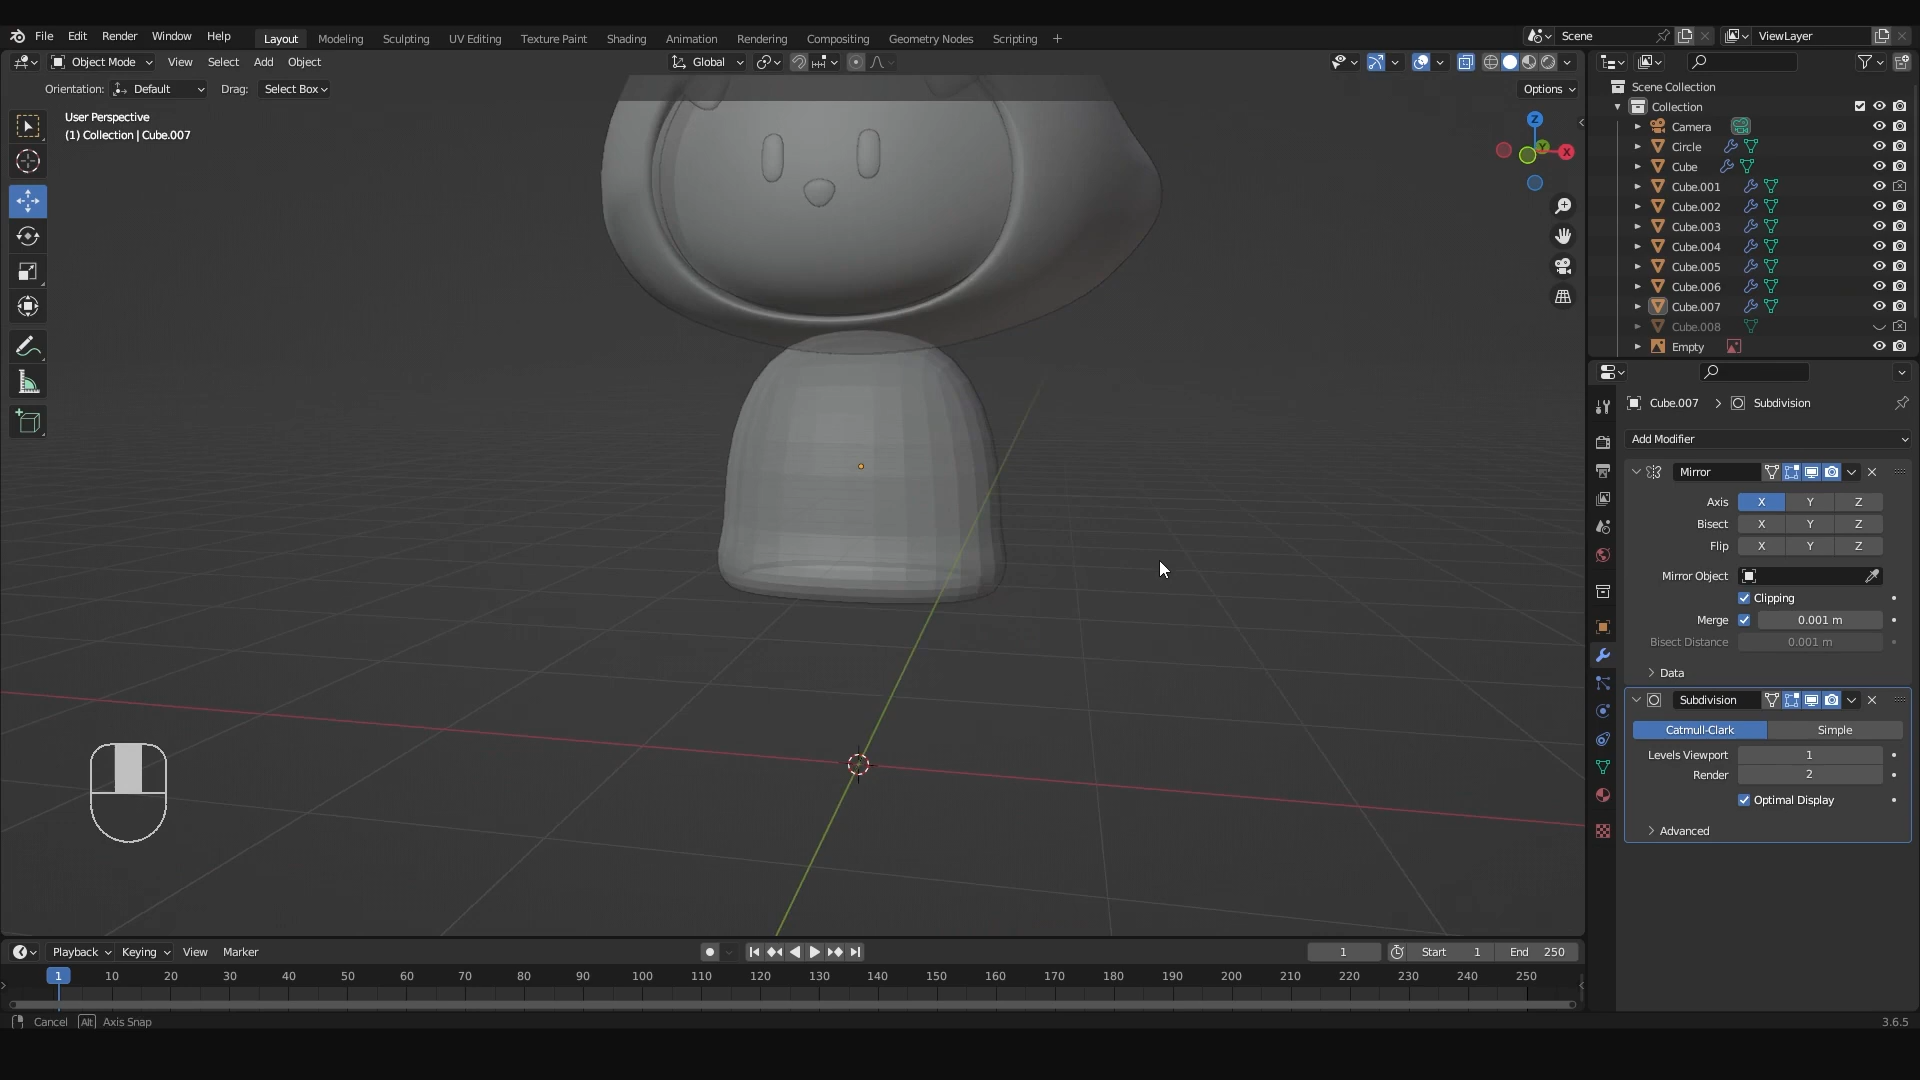 File Edit Render Window Help Layout Modeling Sculpting UV Editing Texture Paint Shading Animation Rendering Compositing Geometry Nodes Scripting + Scene ViewLayer
Object Mode View Select Add Object Global
Orientation: Default Drag: Select Box Options
User Perspective
(1) Collection | Cube.007
Z
Y
X
Scene Collection
Collection
Camera
Circle
Cube
Cube.001
Cube.002
Cube.003
Cube.004
Cube.005
Cube.006
Cube.007
Cube.008
Empty
Cube.007 > Subdivision
Add Modifier
Mirror
Axis X Y Z
Bisect X Y Z
Flip X Y Z
Mirror Object
Clipping
Merge 0.001 m
Bisect Distance 0.001 m
Data
Subdivision
Catmull-Clark Simple
Levels Viewport 1
Render 2
Optimal Display
Advanced
Playback Keying View Marker 1 Start 1 End 250
1 10 20 30 40 50 60 70 80 90 100 110 120 130 140 150 160 170 180 190 200 210 220 230 240 250
Cancel Alt Axis Snap 3.6.5